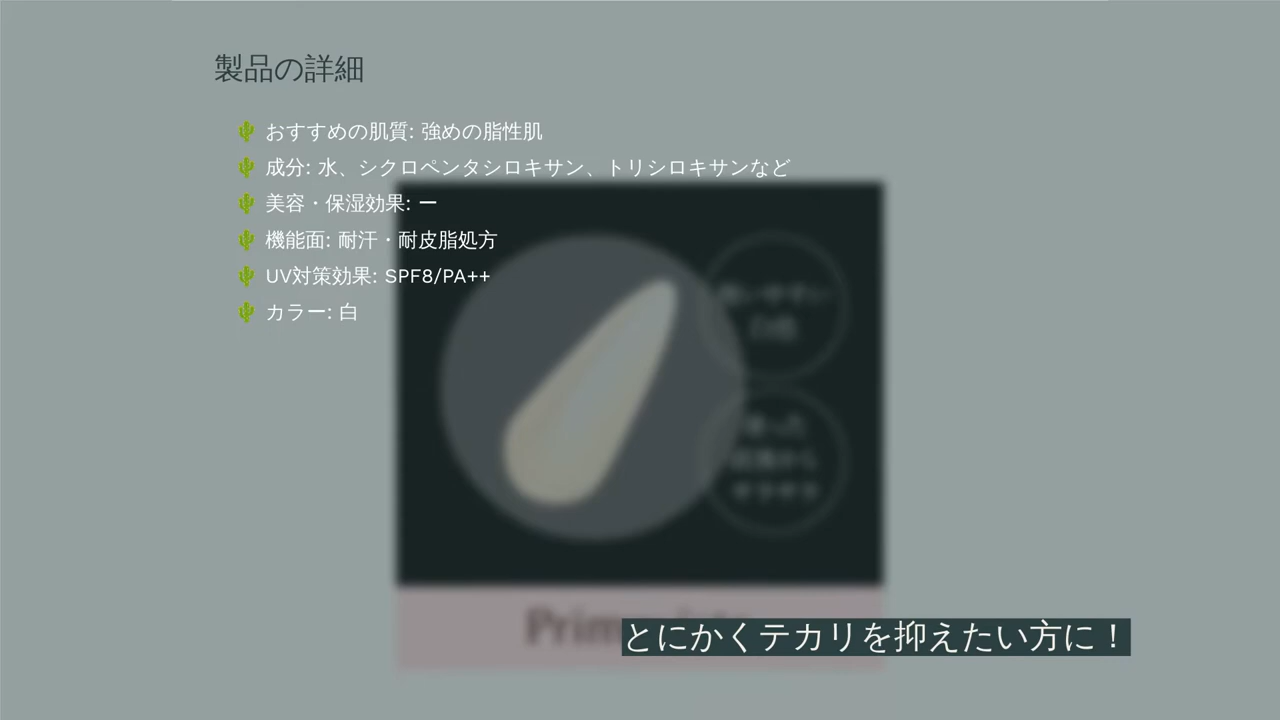 製品の詳細
おすすめの肌質: 強めの脂性肌
成分: 水、シクロペンタシロキサン、トリシロキサンなど
美容・保湿効果: ー
機能面: 耐汗・耐皮脂処方
UV対策効果: SPF8/PA++
カラー: 白
とにかくテカリを抑えたい方に！